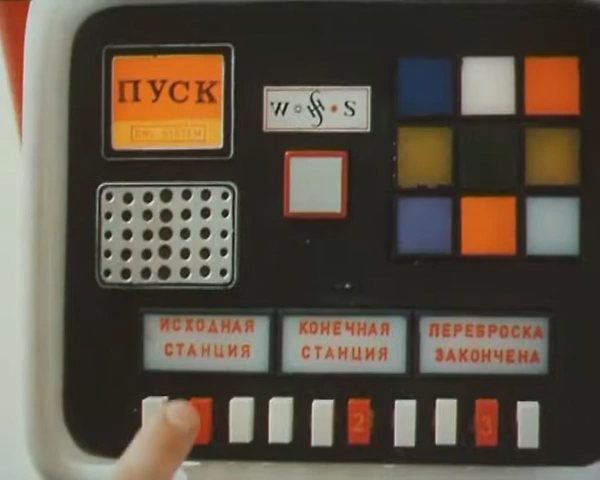 ПУСК
W S
ИСХОДНАЯ
СТАНЦИЯ
КОНЕЧНАЯ
СТАНЦИЯ
ПЕРЕБРОСКА
ЗАКОНЧЕНА
2
3